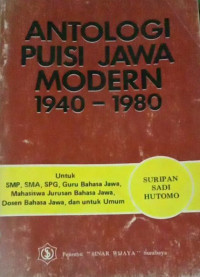 ANTOLOGI
PUISI JAWA
MODERN
1940 - 1980
Untuk
SMP, SMA, SPG, Guru Bahasa Jawa,
Mahasiswa Jurusan Bahasa Jawa,
Dosen Bahasa Jawa, dan untuk Umum
SURIPAN
SADI
HUTOMO
Penerbit "SINAR WIJAYA" Surabaya